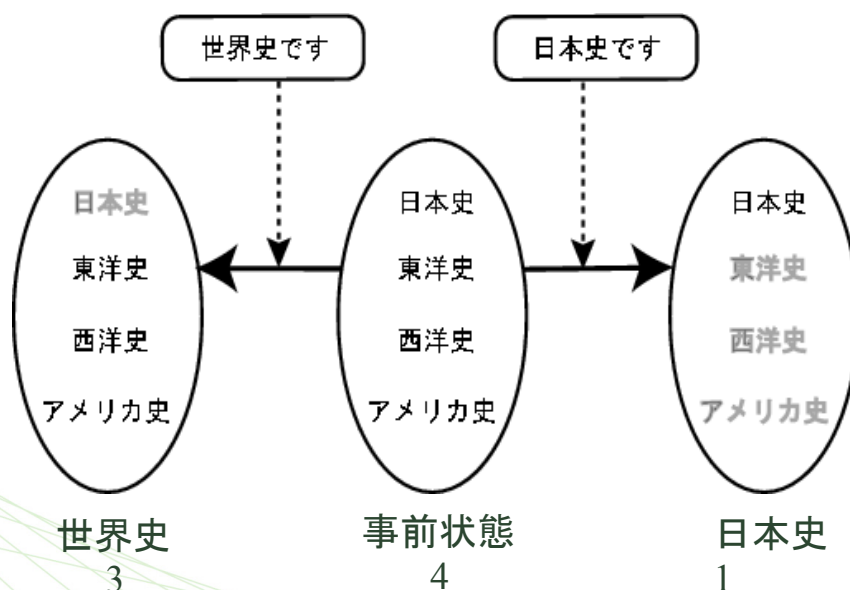 世界史です
日本史です
日本史
東洋史
西洋史
アメリカ史
日本史
東洋史
西洋史
アメリカ史
日本史
東洋史
西洋史
アメリカ史
世界史
3
事前状態
4
日本史
1